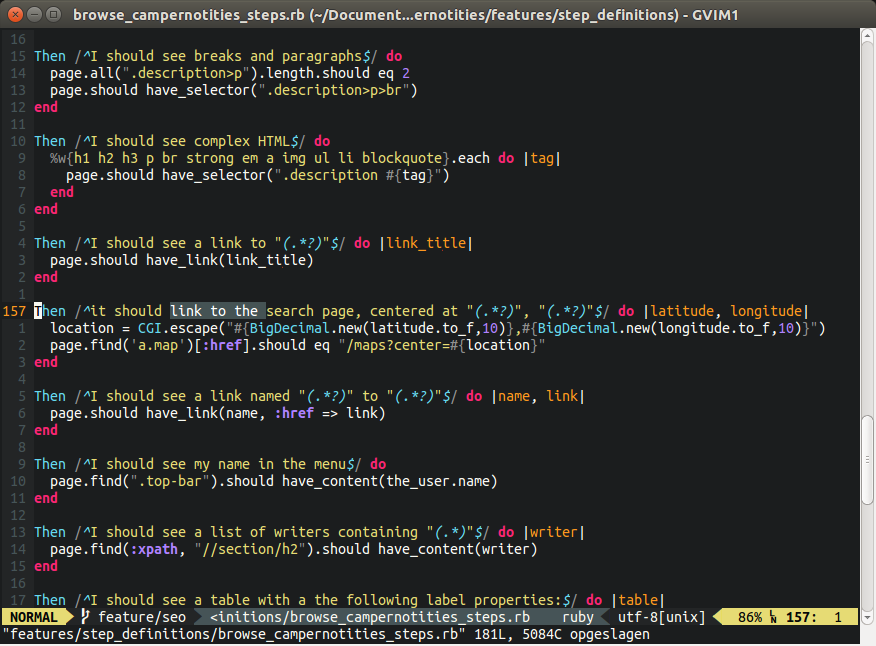 browse_campernotities_steps.rb (~/Document...ernotities/features/step_definitions) - GVIM1
16
15 Then /^I should see breaks and paragraphs$/ do
14   page.all(".description>p").length.should eq 2
13   page.should have_selector(".description>p>br")
12 end
11
10 Then /^I should see complex HTML$/ do
9   %w{h1 h2 h3 p br strong em a img ul li blockquote}.each do |tag|
8     page.should have_selector(".description #{tag}")
7   end
6 end
5
4 Then /^I should see a link to "(.*?)"$/ do |link_title|
3   page.should have_link(link_title)
2 end
1
157 Then /^it should link to the search page, centered at "(.*?)", "(.*?)"$/ do |latitude, longitude|
1   location = CGI.escape("#{BigDecimal.new(latitude.to_f,10)},#{BigDecimal.new(longitude.to_f,10)}")
2   page.find('a.map')[:href].should eq "/maps?center=#{location}"
3 end
4
5 Then /^I should see a link named "(.*?)" to "(.*?)"$/ do |name, link|
6   page.should have_link(name, :href => link)
7 end
8
9 Then /^I should see my name in the menu$/ do
10   page.find(".top-bar").should have_content(the_user.name)
11 end
12
13 Then /^I should see a list of writers containing "(.*)"$/ do |writer|
14   page.find(:xpath, "//section/h2").should have_content(writer)
15 end
16
17 Then /^I should see a table with a the following label properties:$/ do |table|
NORMAL feature/seo <initions/browse_campernotities_steps.rb ruby utf-8[unix] 86% LN 157: 1
"features/step_definitions/browse_campernotities_steps.rb" 181L, 5084C opgeslagen